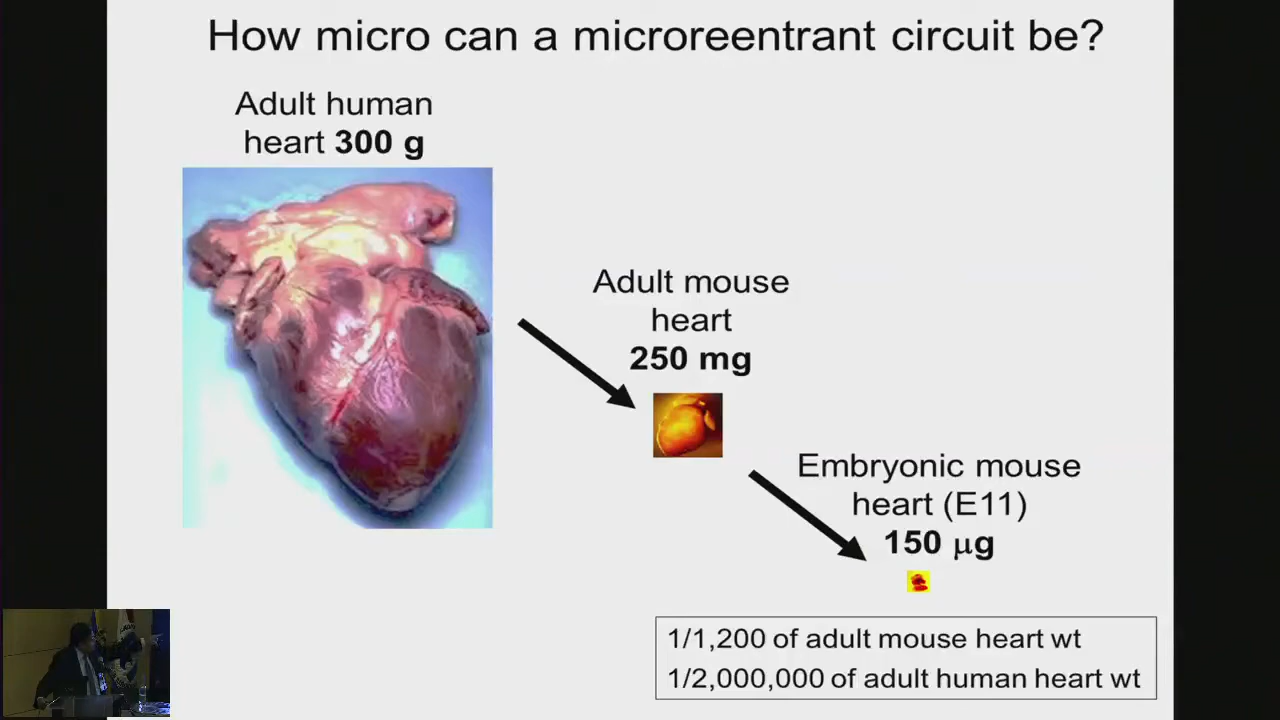 How micro can a microreentrant circuit be?
Adult human
heart 300 g
Adult mouse
heart
250 mg
Embryonic mouse
heart (E11)
150 μg
1/1,200 of adult mouse heart wt
1/2,000,000 of adult human heart wt